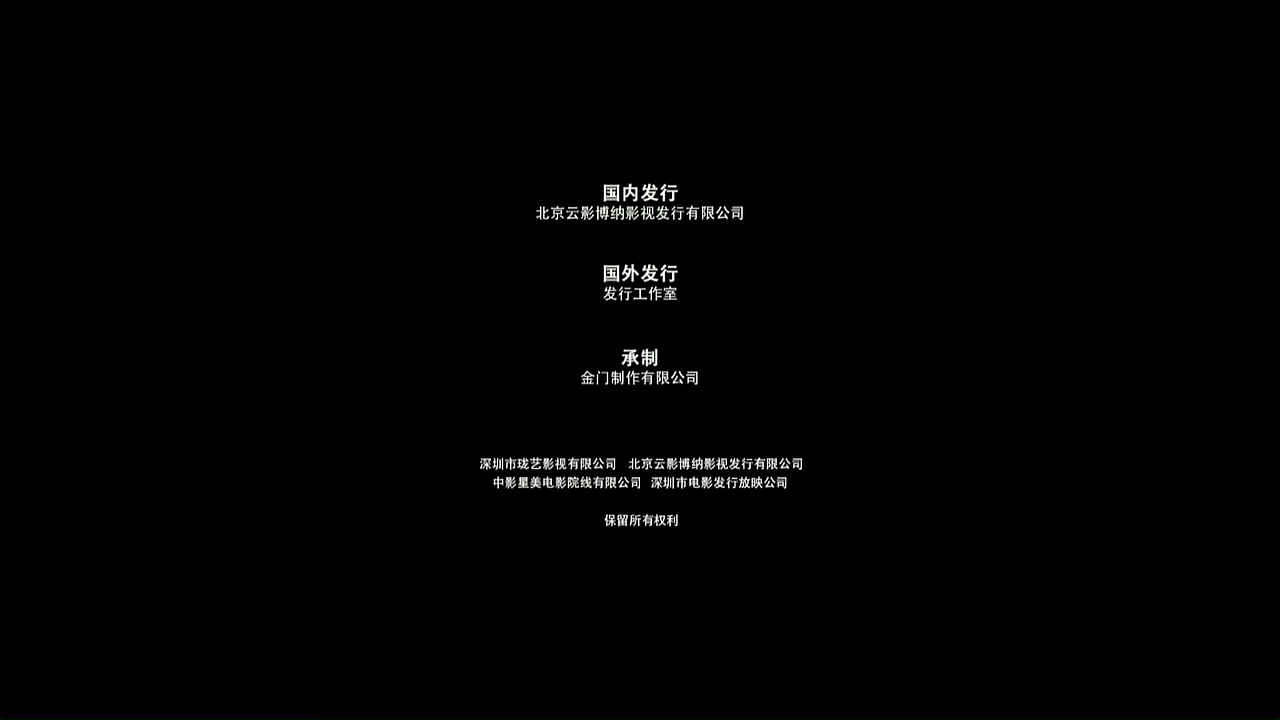 国内发行
北京云影博纳影视发行有限公司
国外发行
发行工作室
承制
金门制作有限公司
深圳市珑艺影视有限公司 北京云影博纳影视发行有限公司
中影星美电影院线有限公司 深圳市电影发行放映公司
保留所有权利